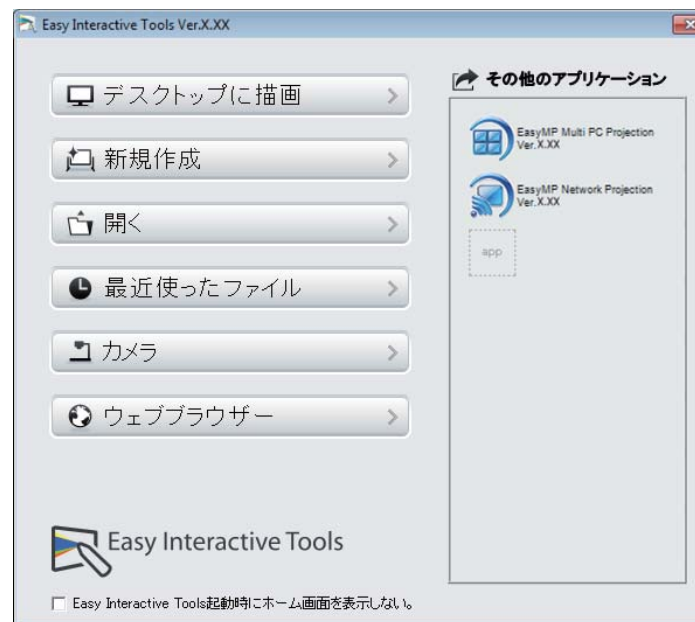 Easy Interactive Tools Ver.X.XX
デスクトップに描画
新規作成
開く
最近使ったファイル
カメラ
ウェブブラウザー
その他のアプリケーション
EasyMP Multi PC Projection
Ver.X.XX
EasyMP Network Projection
Ver.X.XX
app
Easy Interactive Tools
Easy Interactive Tools起動時にホーム画面を表示しない。